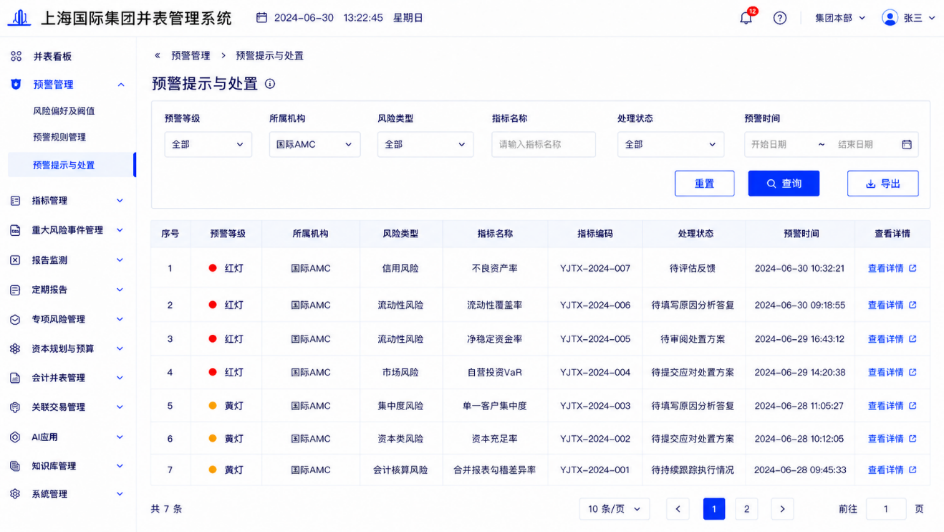 上海国际集团并表管理系统 2024-06-30 13:22:45 星期日 12 集团本部 张三
并表看板
预警管理
风险偏好及阈值
预警规则管理
预警提示与处置
指标管理
重大风险事件管理
报告监测
定期报告
专项风险管理
资本规划与预算
会计并表管理
关联交易管理
AI应用
知识库管理
系统管理
« 预警管理 > 预警提示与处置
预警提示与处置
预警等级 所属机构 风险类型 指标名称 处理状态 预警时间
全部 国际AMC 全部 请输入指标名称 全部 开始日期 ~ 结束日期
重置 查询 导出
序号 预警等级 所属机构 风险类型 指标名称 指标编码 处理状态 预警时间 查看详情
1 红灯 国际AMC 信用风险 不良资产率 YJTX-2024-007 待评估反馈 2024-06-30 10:32:21 查看详情
2 红灯 国际AMC 流动性风险 流动性覆盖率 YJTX-2024-006 待填写原因分析答复 2024-06-30 09:18:55 查看详情
3 红灯 国际AMC 流动性风险 净稳定资金率 YJTX-2024-005 待审阅处置方案 2024-06-29 16:43:12 查看详情
4 红灯 国际AMC 市场风险 自营投资VaR YJTX-2024-004 待提交应对处置方案 2024-06-29 14:20:38 查看详情
5 黄灯 国际AMC 集中度风险 单一客户集中度 YJTX-2024-003 待填写原因分析答复 2024-06-28 11:05:27 查看详情
6 黄灯 国际AMC 资本类风险 资本充足率 YJTX-2024-002 待提交应对处置方案 2024-06-28 10:12:05 查看详情
7 黄灯 国际AMC 会计核算风险 合并报表勾稽差异率 YJTX-2024-001 待持续跟踪执行情况 2024-06-28 09:45:33 查看详情
共 7 条 10 条/页 < 1 2 > 前往 1 页